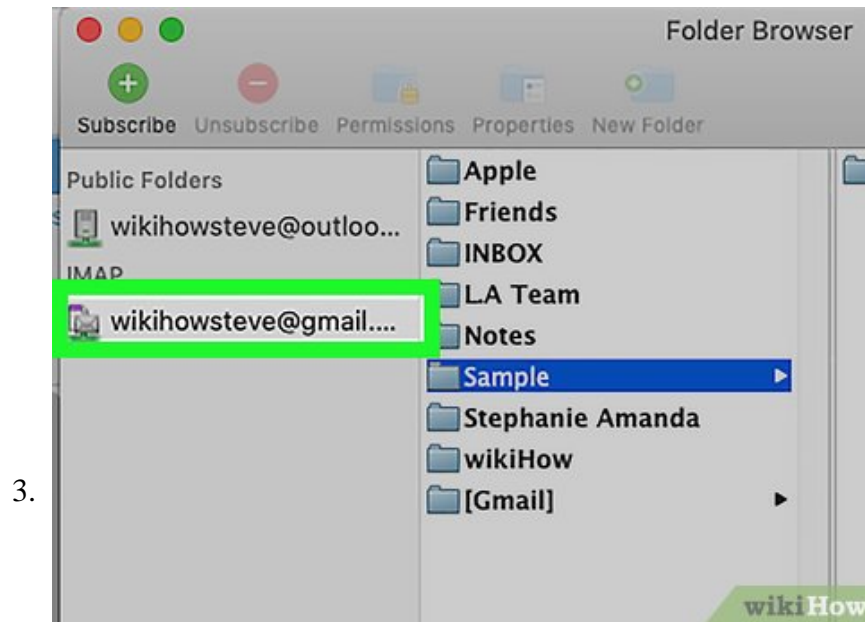 Folder Browser
Subscribe Unsubscribe Permissions Properties New Folder
Public Folders
wikihowsteve@outloo...
IMAP
wikihowsteve@gmail....
Apple
Friends
INBOX
L.A Team
Notes
Sample
Stephanie Amanda
wikiHow
[Gmail]
3.
wikiHow